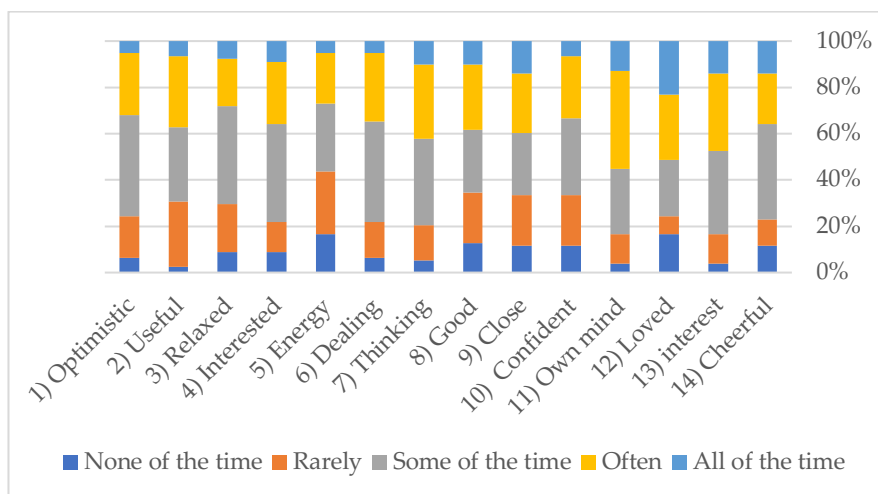 100%
80%
60%
40%
20%
0%
1) Optimistic
2) Useful
3) Relaxed
4) Interested
5) Energy
6) Dealing
7) Thinking
8) Good
9) Close
10) Confident
11) Own mind
12) Loved
13) interest
14) Cheerful
None of the time Rarely Some of the time Often All of the time